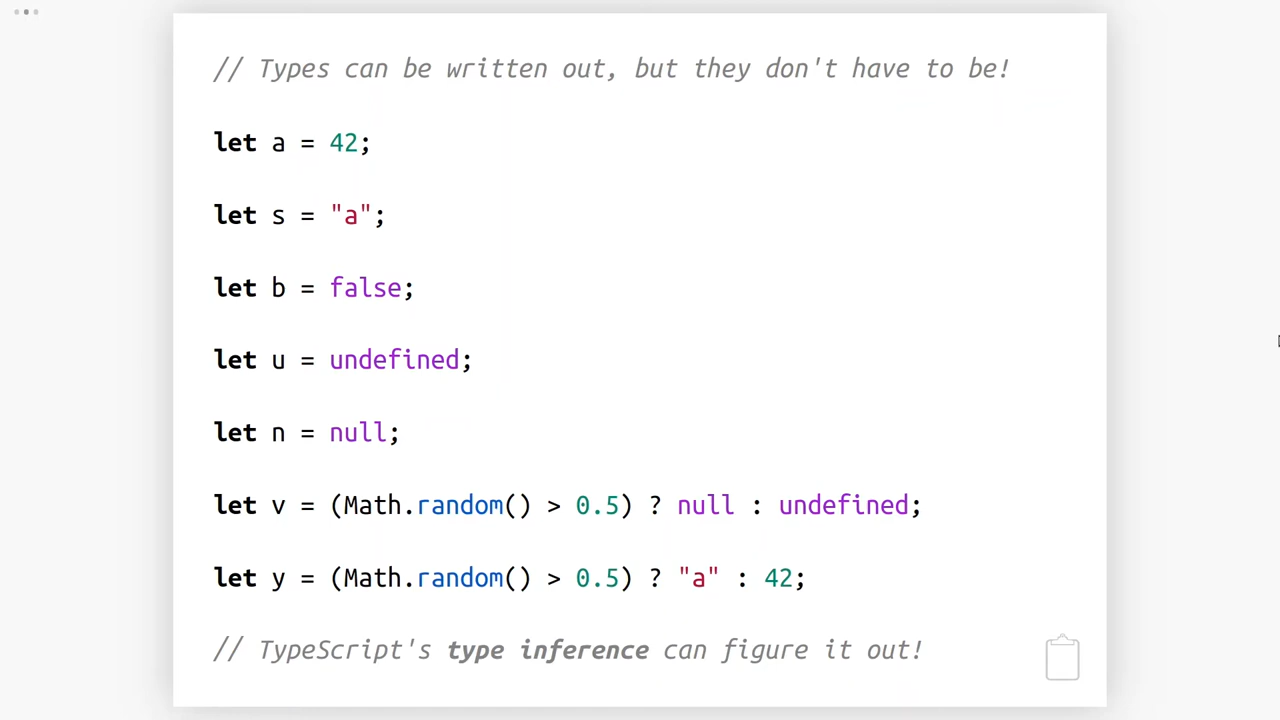 // Types can be written out, but they don't have to be!
let a = 42;
let s = "a";
let b = false;
let u = undefined;
let n = null;
let v = (Math.random() > 0.5) ? null : undefined;
let y = (Math.random() > 0.5) ? "a" : 42;
// TypeScript's type inference can figure it out!